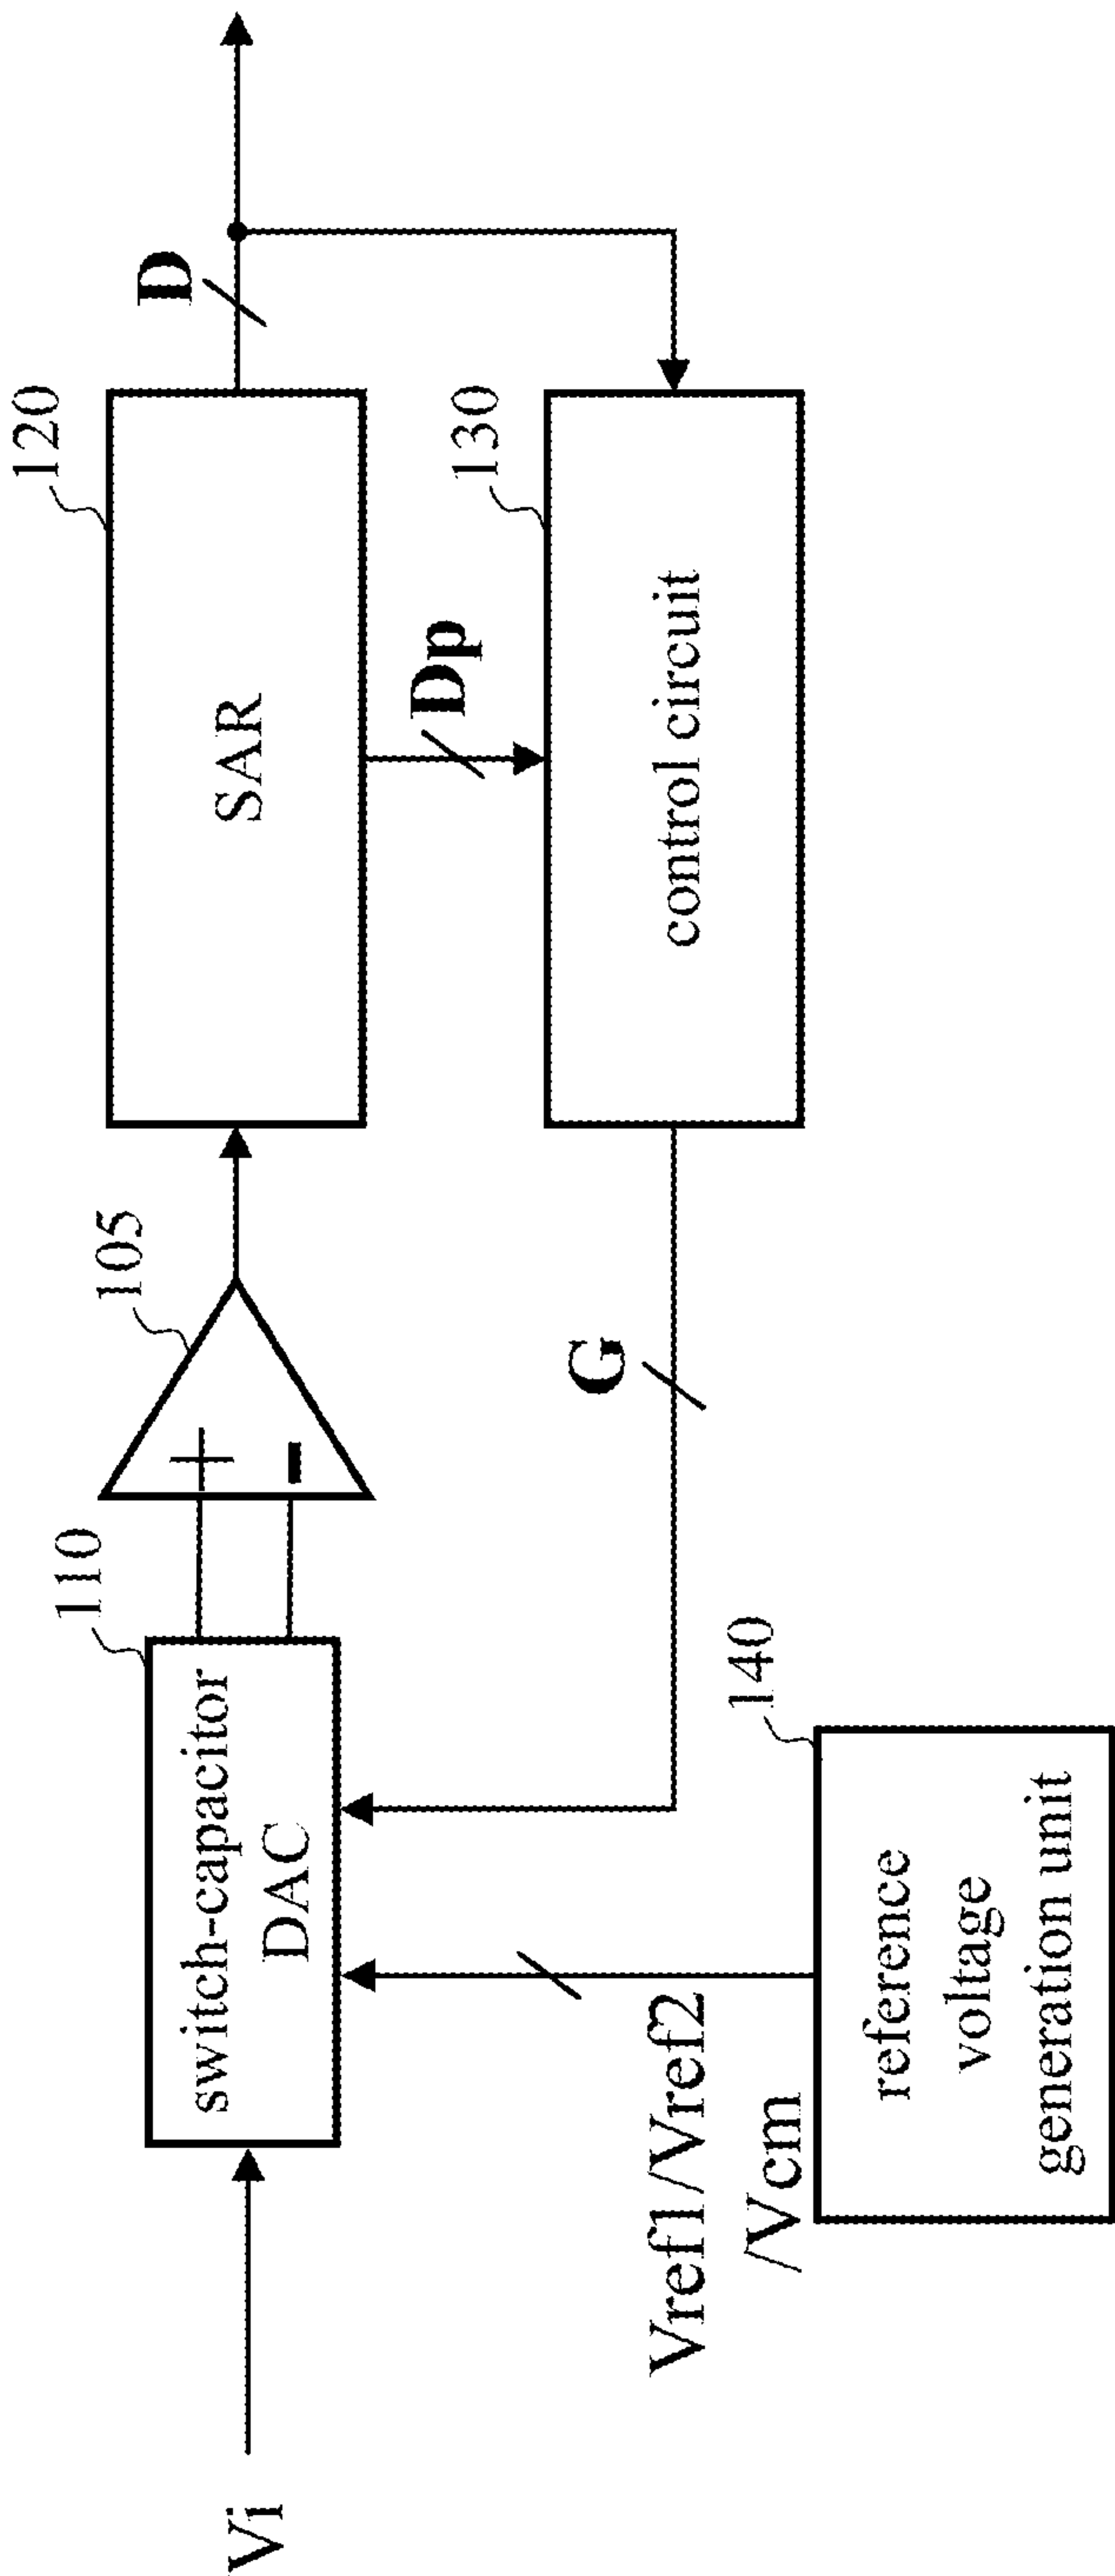 Vi
110
switch-capacitor
DAC
+
-
105
120
SAR
D
Dp
130
control circuit
G
Vref1/Vref2
/Vcm
140
reference
voltage
generation unit